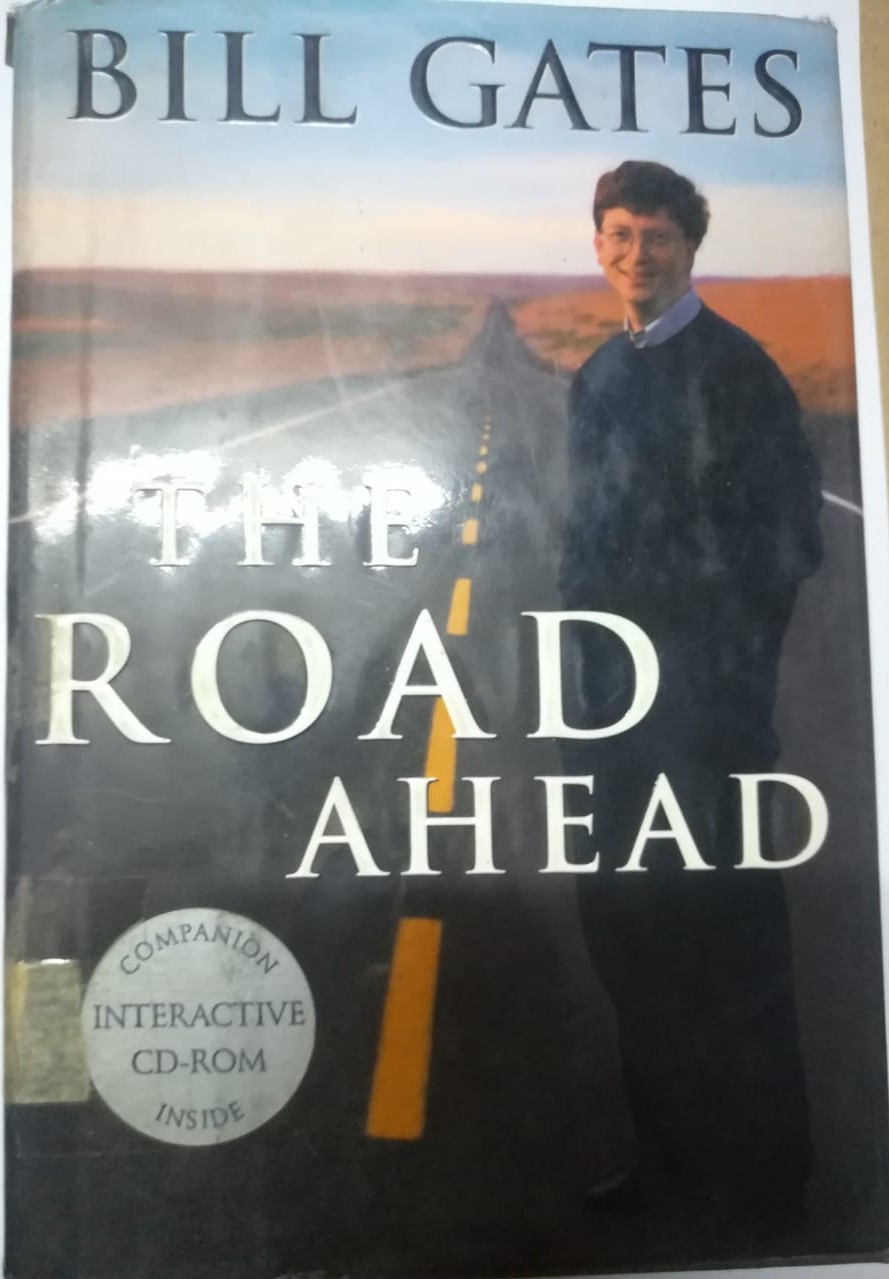 BILL GATES
THE
ROAD
AHEAD
COMPANION
INTERACTIVE
CD-ROM
INSIDE